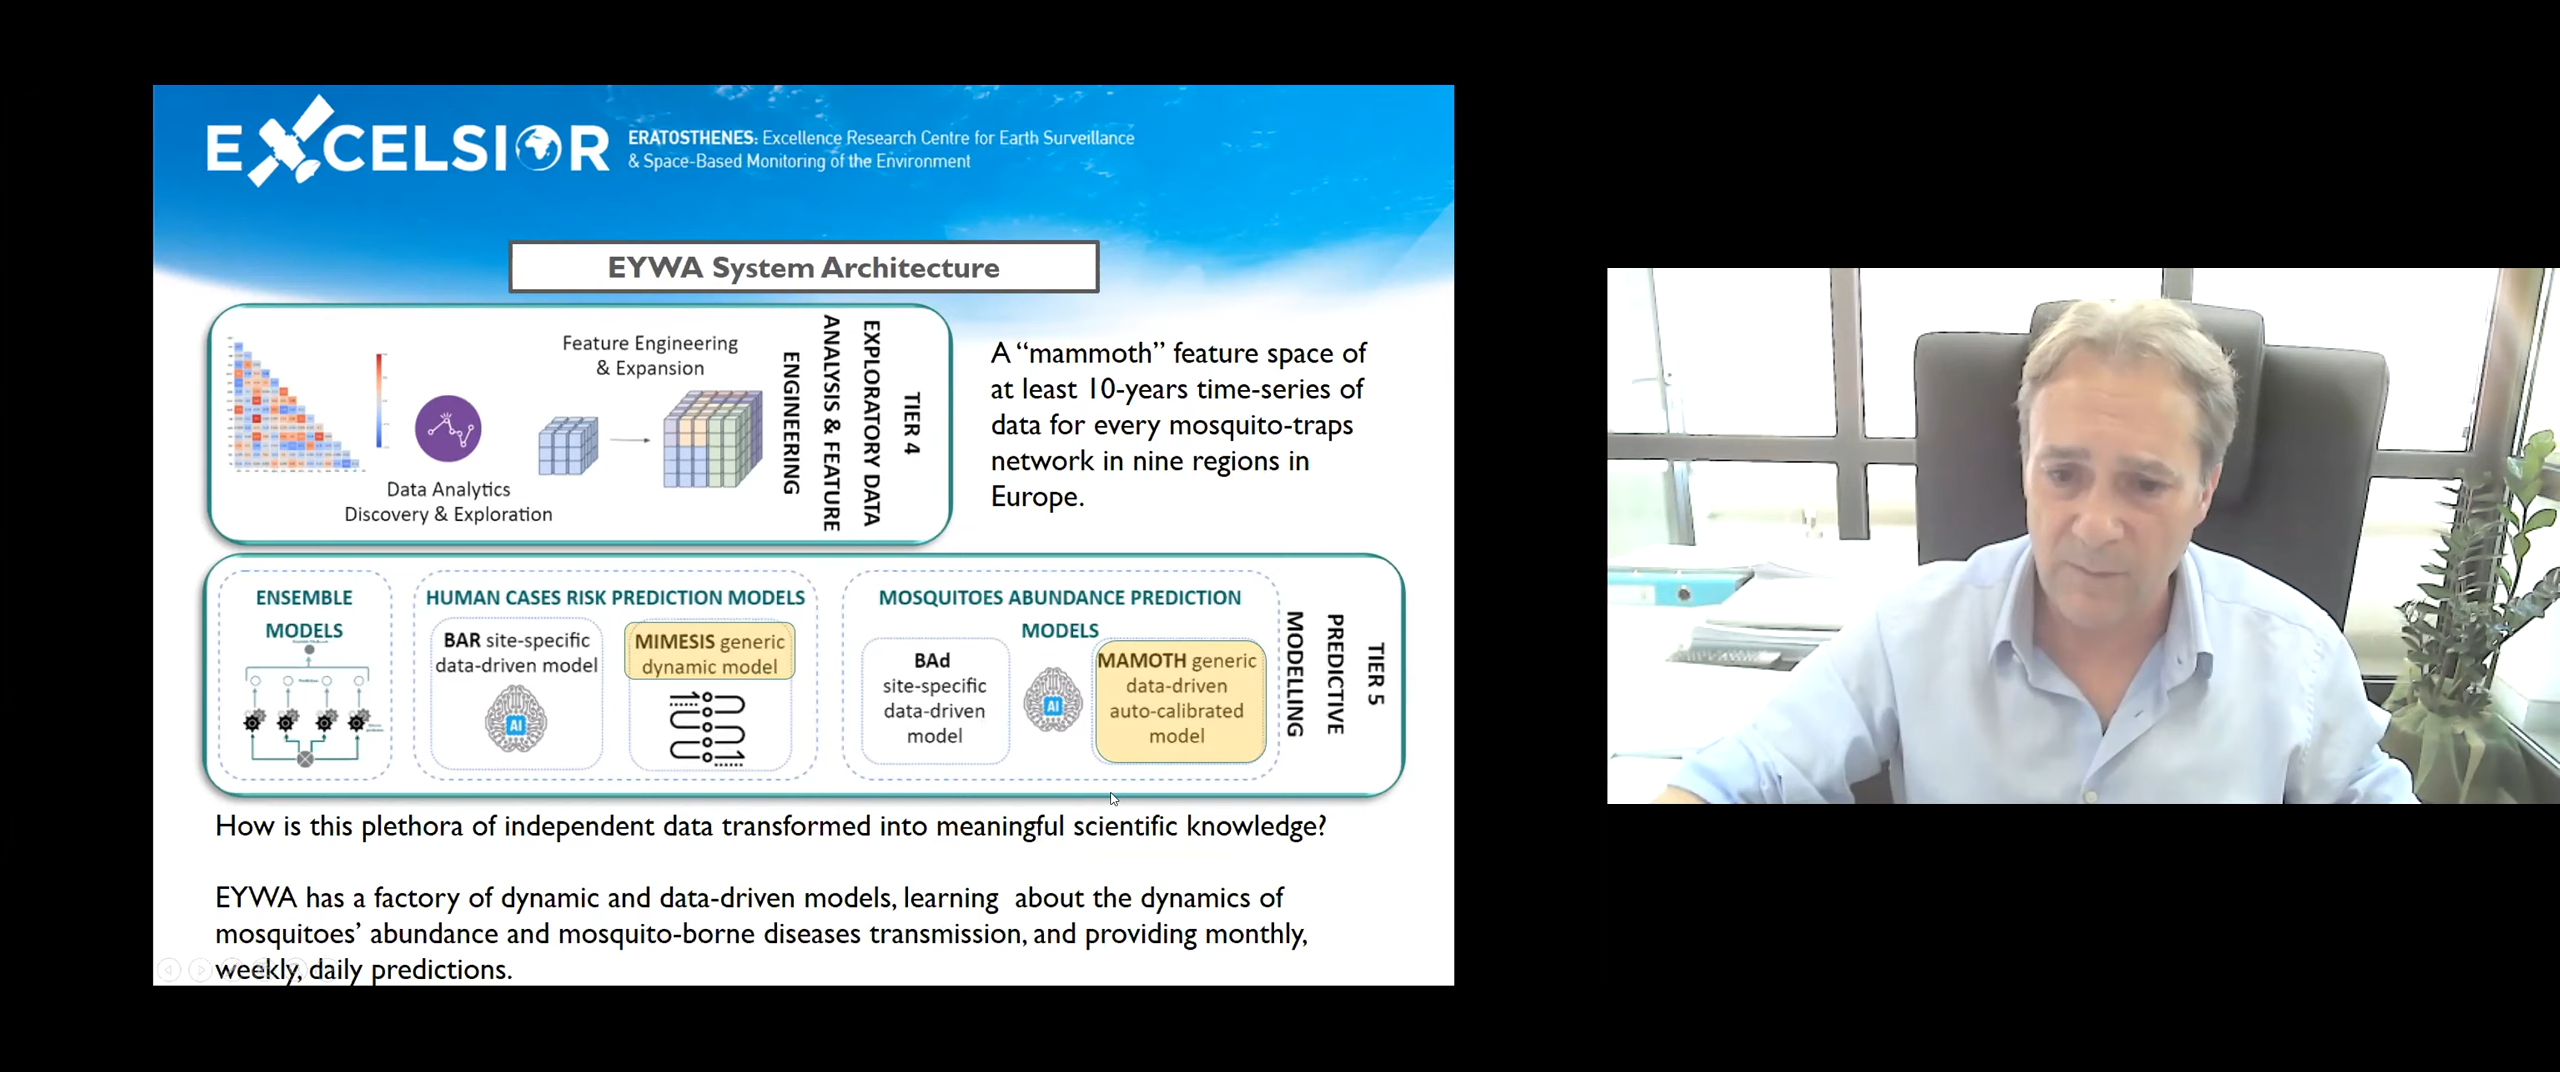 EXCELSIOR
ERATOSTHENES: Excellence Research Centre for Earth Surveillance
& Space-Based Monitoring of the Environment
EYWA System Architecture
Feature Engineering
& Expansion
Data Analytics
Discovery & Exploration
TIER 4
EXPLORATORY DATA
ANALYSIS & FEATURE
ENGINEERING
A “mammoth” feature space of
at least 10-years time-series of
data for every mosquito-traps
network in nine regions in
Europe.
ENSEMBLE
MODELS
HUMAN CASES RISK PREDICTION MODELS
BAR site-specific
data-driven model
AI
MIMESIS generic
dynamic model
MOSQUITOES ABUNDANCE PREDICTION
MODELS
BAd
site-specific
data-driven
model
AI
MAMOTH generic
data-driven
auto-calibrated
model
TIER 5
PREDICTIVE
MODELLING
How is this plethora of independent data transformed into meaningful scientific knowledge?
EYWA has a factory of dynamic and data-driven models, learning  about the dynamics of
mosquitoes’ abundance and mosquito-borne diseases transmission, and providing monthly,
weekly, daily predictions.